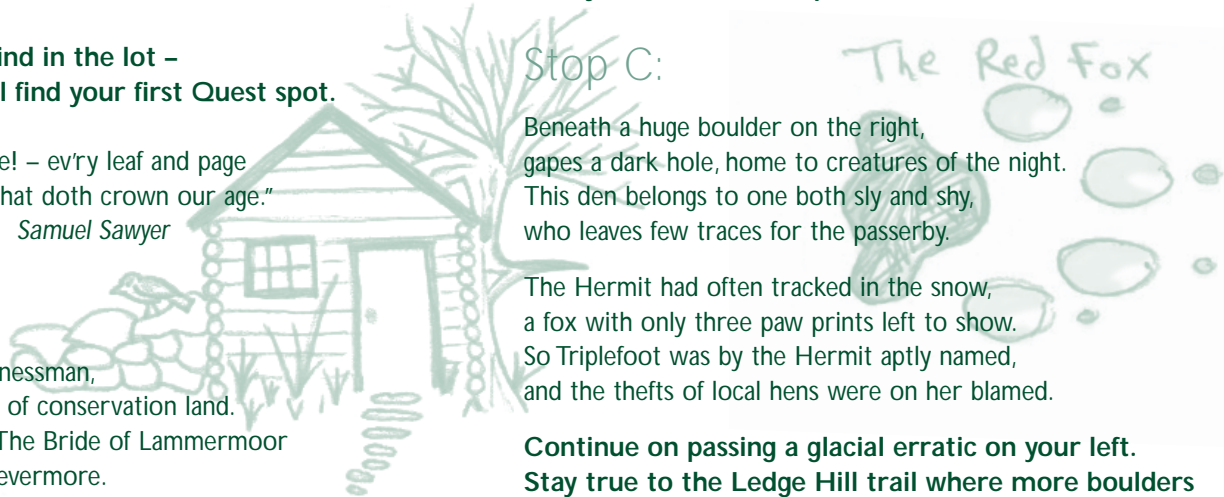 ind in the lot –
l find your first Quest spot.
e! – ev'ry leaf and page
hat doth crown our age."
Samuel Sawyer
nessman,
of conservation land.
The Bride of Lammermoor
evermore.
Stop C:
The Red Fox
Beneath a huge boulder on the right,
gapes a dark hole, home to creatures of the night.
This den belongs to one both sly and shy,
who leaves few traces for the passerby.
The Hermit had often tracked in the snow,
a fox with only three paw prints left to show.
So Triplefoot was by the Hermit aptly named,
and the thefts of local hens were on her blamed.
Continue on passing a glacial erratic on your left.
Stay true to the Ledge Hill trail where more boulders